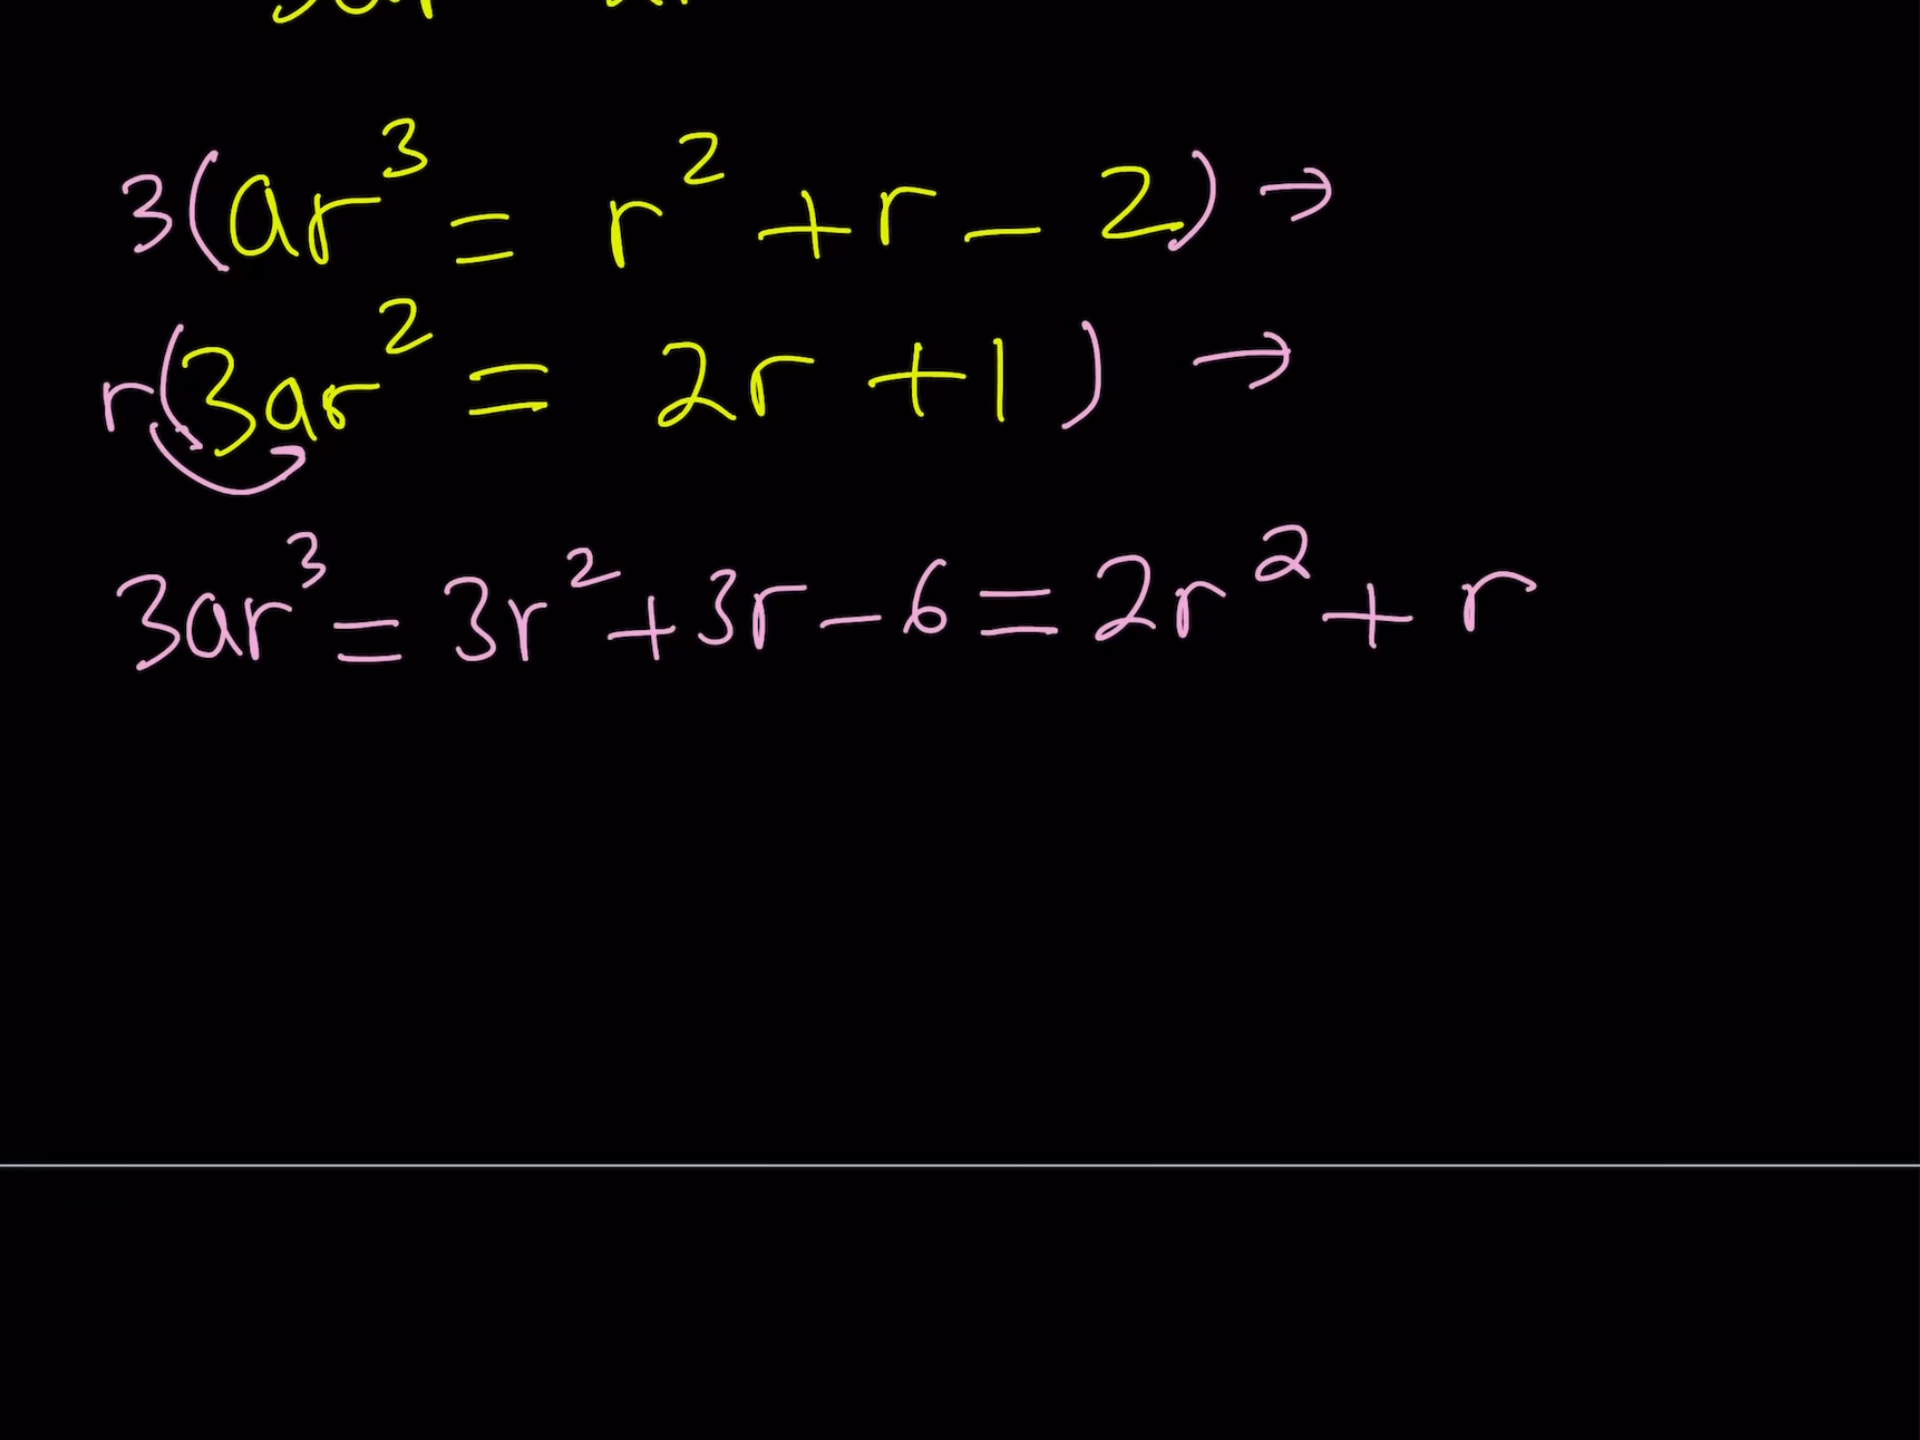 3(ar³ = r² + r - 2) →
r(3ar² = 2r + 1) →
3ar³ = 3r² + 3r - 6 = 2r² + r